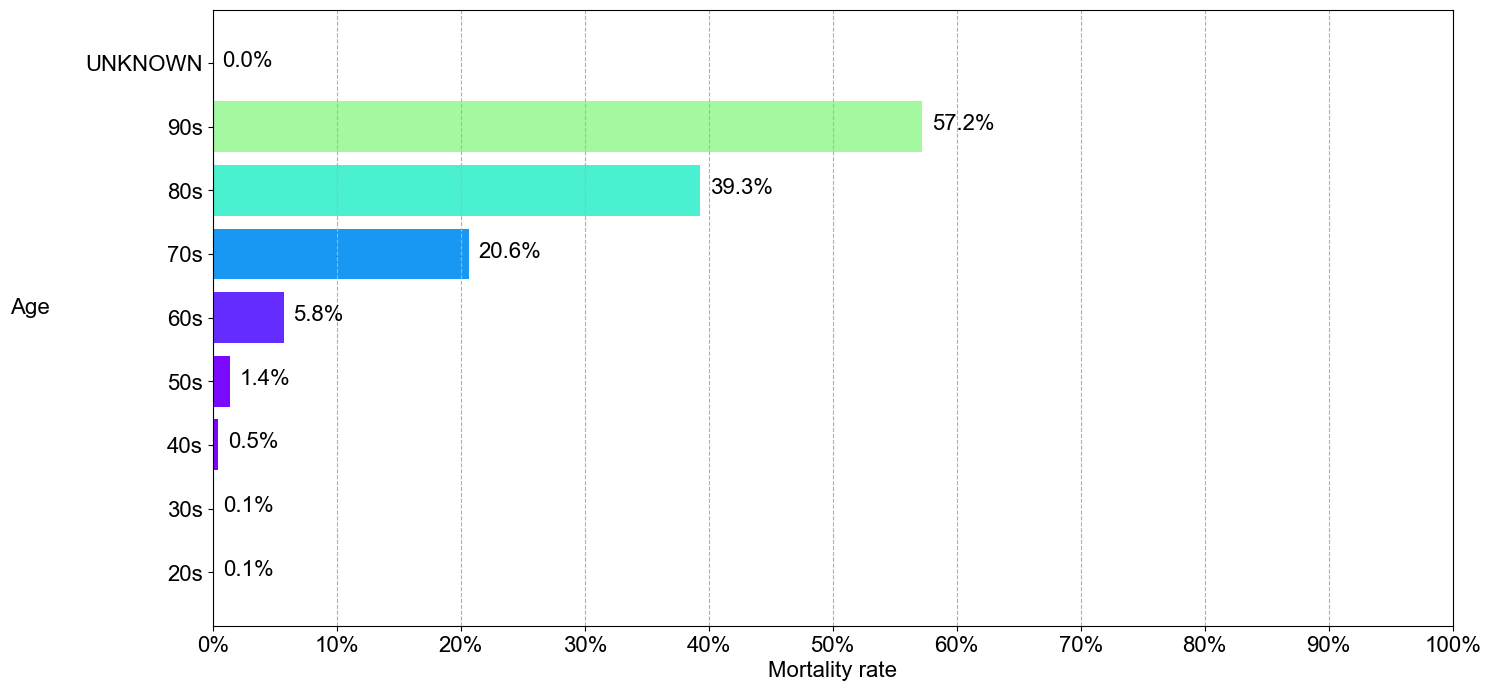 UNKNOWN 0.0%
90s 57.2%
80s 39.3%
70s 20.6%
Age
60s 5.8%
50s 1.4%
40s 0.5%
30s 0.1%
20s 0.1%
0% 10% 20% 30% 40% 50% 60% 70% 80% 90% 100%
Mortality rate